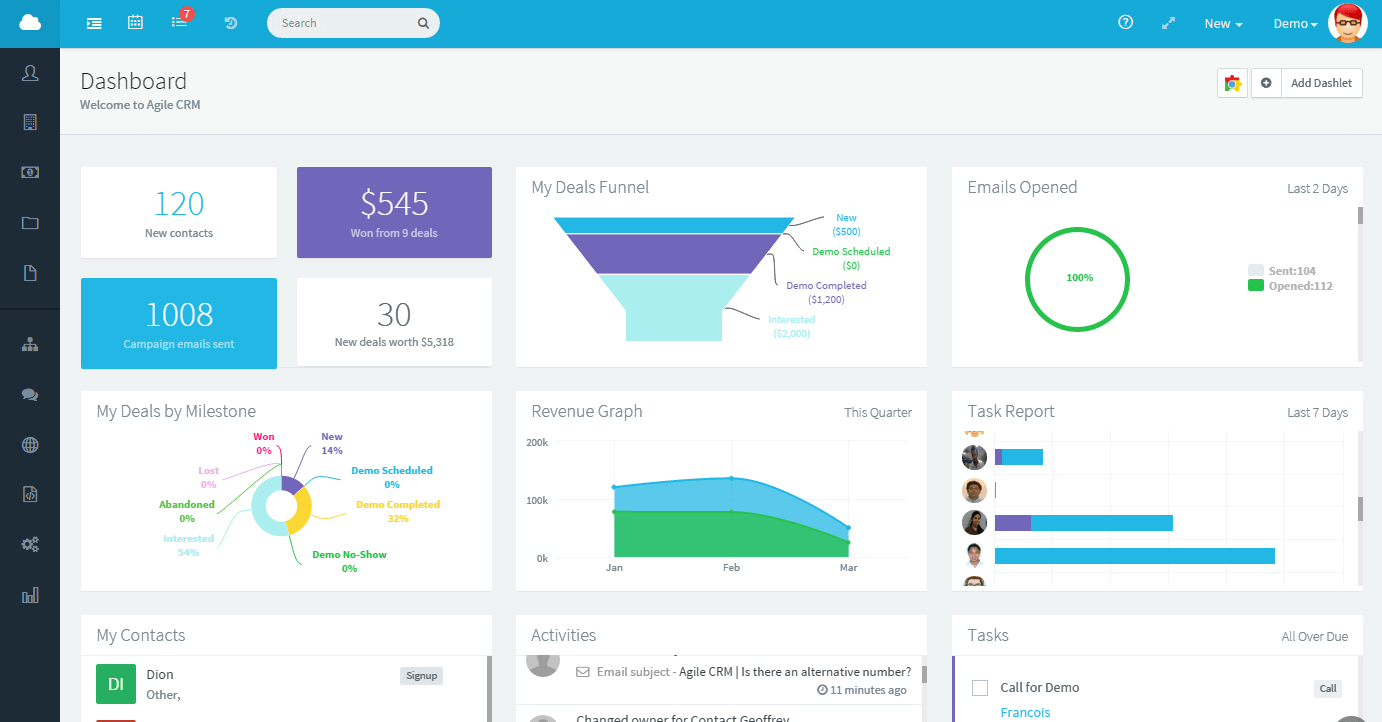 7
Search
New
Demo
Dashboard
Welcome to Agile CRM
Add Dashlet
120
New contacts
$545
Won from 9 deals
1008
Campaign emails sent
30
New deals worth $5,318
My Deals Funnel
New
($500)
Demo Scheduled
($0)
Demo Completed
($1,200)
Interested
($2,000)
Emails Opened
Last 2 Days
100%
Sent:104
Opened:112
My Deals by Milestone
Won
0%
New
14%
Lost
0%
Demo Scheduled
0%
Abandoned
0%
Demo Completed
32%
Interested
54%
Demo No-Show
0%
Revenue Graph
This Quarter
200k
100k
0k
Jan
Feb
Mar
Task Report
Last 7 Days
My Contacts
DI
Dion
Signup
Other,
Activities
Email subject - Agile CRM | Is there an alternative number?
11 minutes ago
Changed owner for Contact Geoffrey
Tasks
All Over Due
Call for Demo
Call
Francois